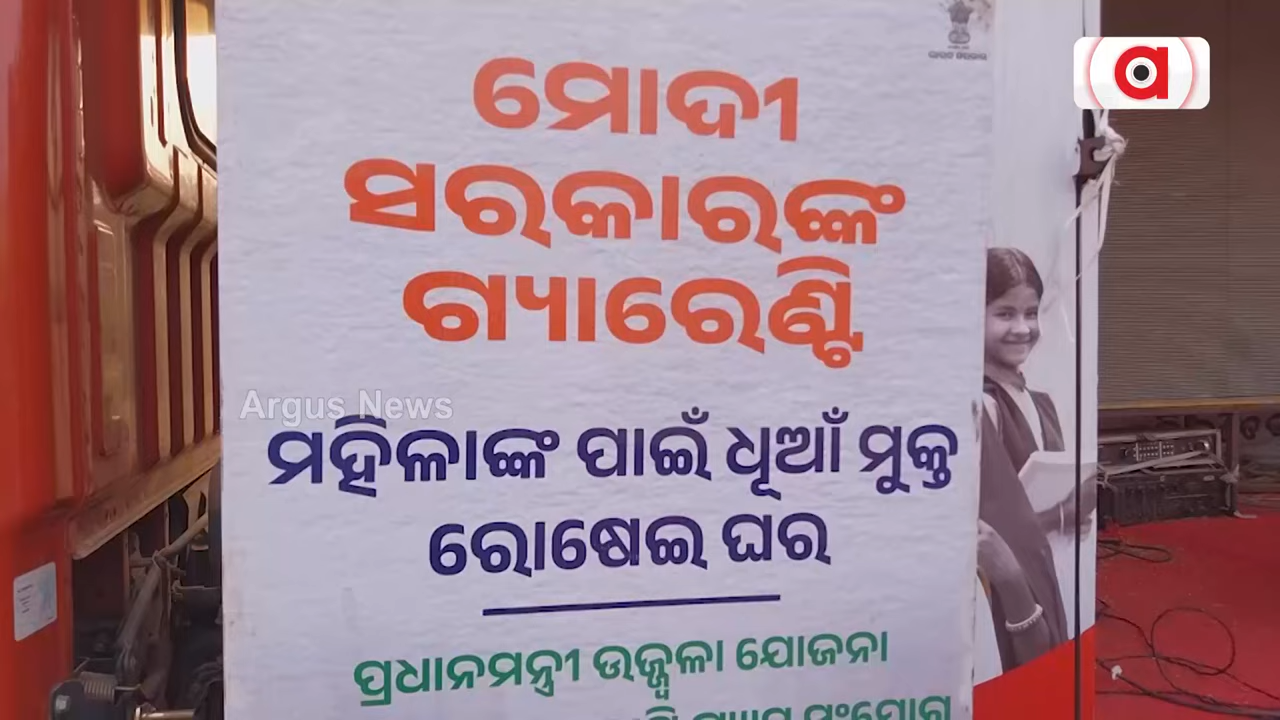 ମୋଦୀ
ସରକାରଙ୍କ
ଗ୍ୟାରେଣ୍ଟି
Argus News
ମହିଳାଙ୍କ ପାଇଁ ଧୂଆଁ ମୁକ୍ତ
ରୋଷେଇ ଘର
ପ୍ରଧାନମନ୍ତ୍ରୀ ଉଜ୍ଜ୍ୱଳା ଯୋଜନା
ଗ୍ୟାସ ସଂଯୋଗ